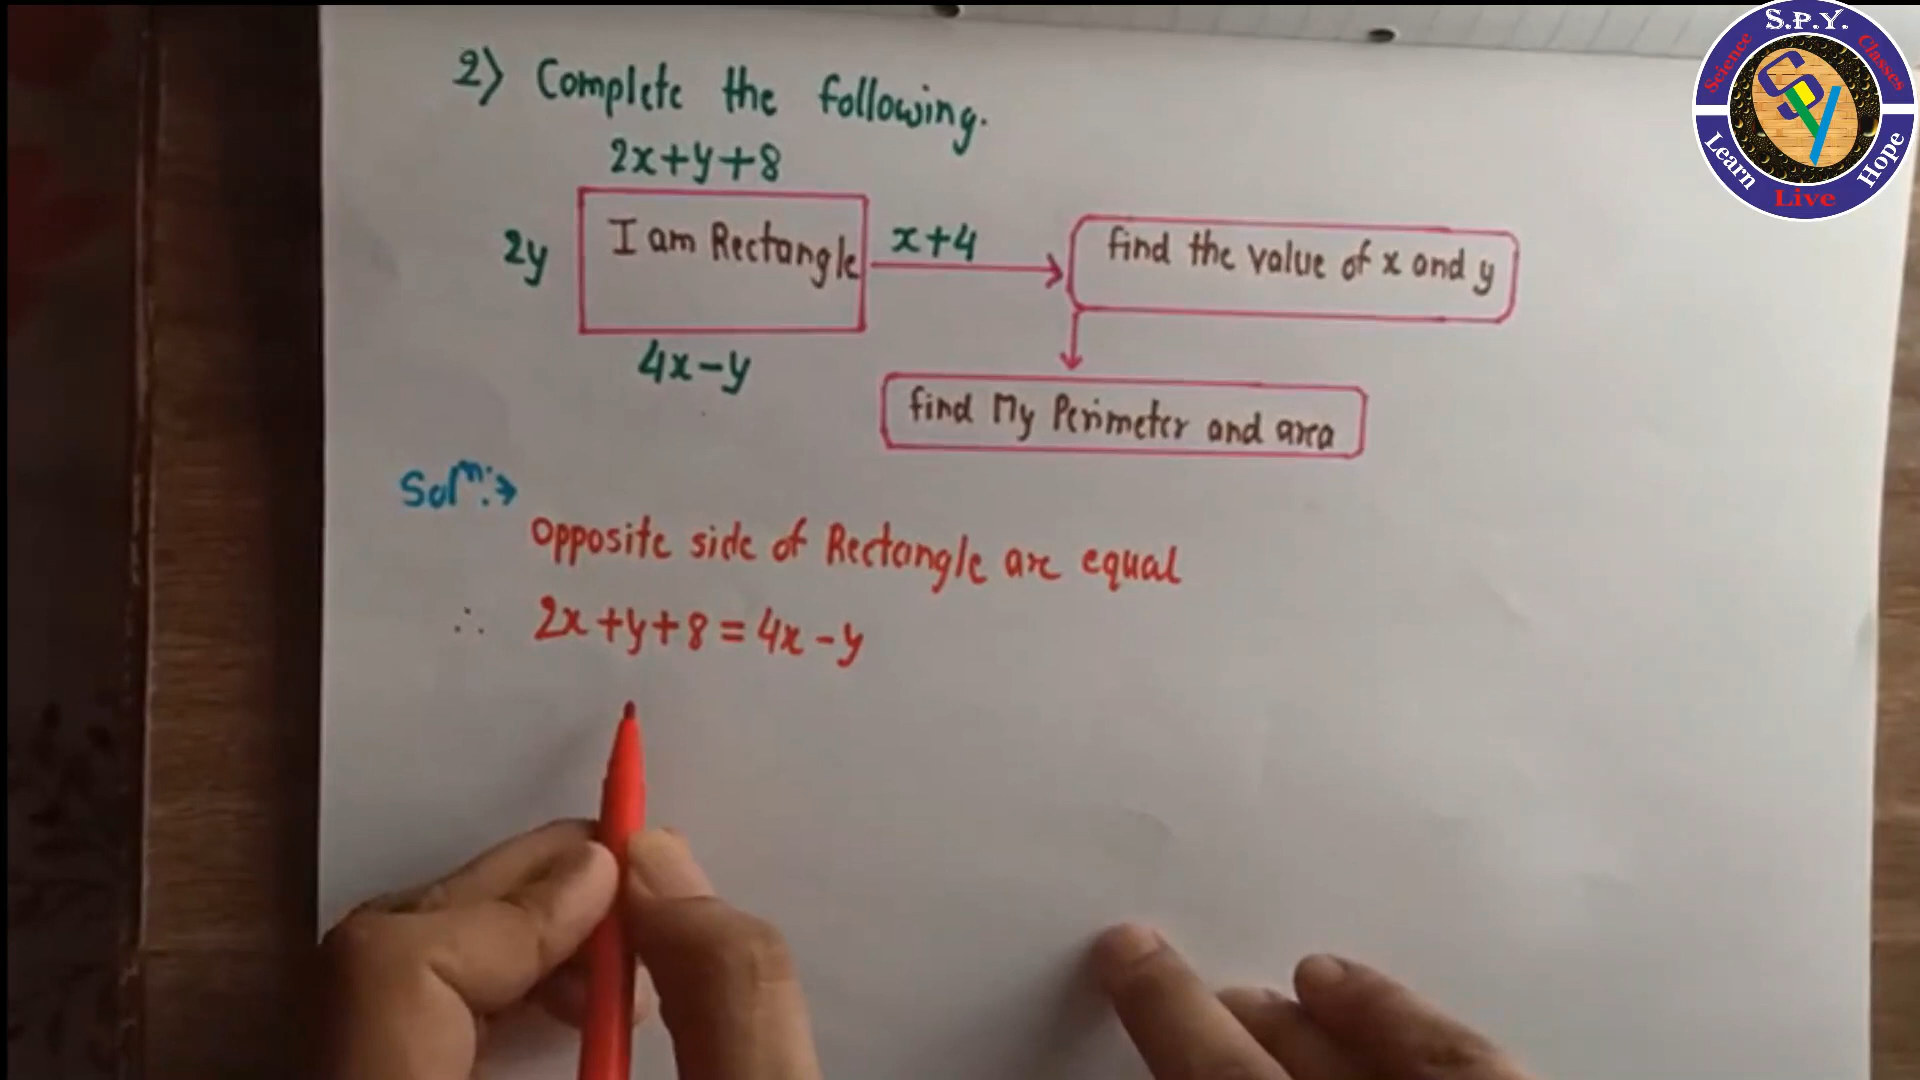 2) Complete the following.
2x+y+8
2y
I am Rectangle
x+4
find the value of x and y
4x-y
find My Perimeter and area
Solⁿ:→
Opposite side of Rectangle are equal
∴ 2x+y+8=4x-y
S.P.Y.
Science
Classes
SPY
Learn
Live
Hope